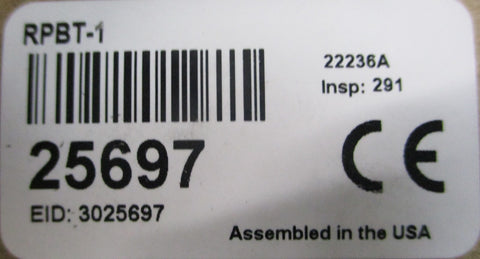 RPBT-1
22236A
Insp: 291
25697
CE
EID: 3025697
Assembled in the USA